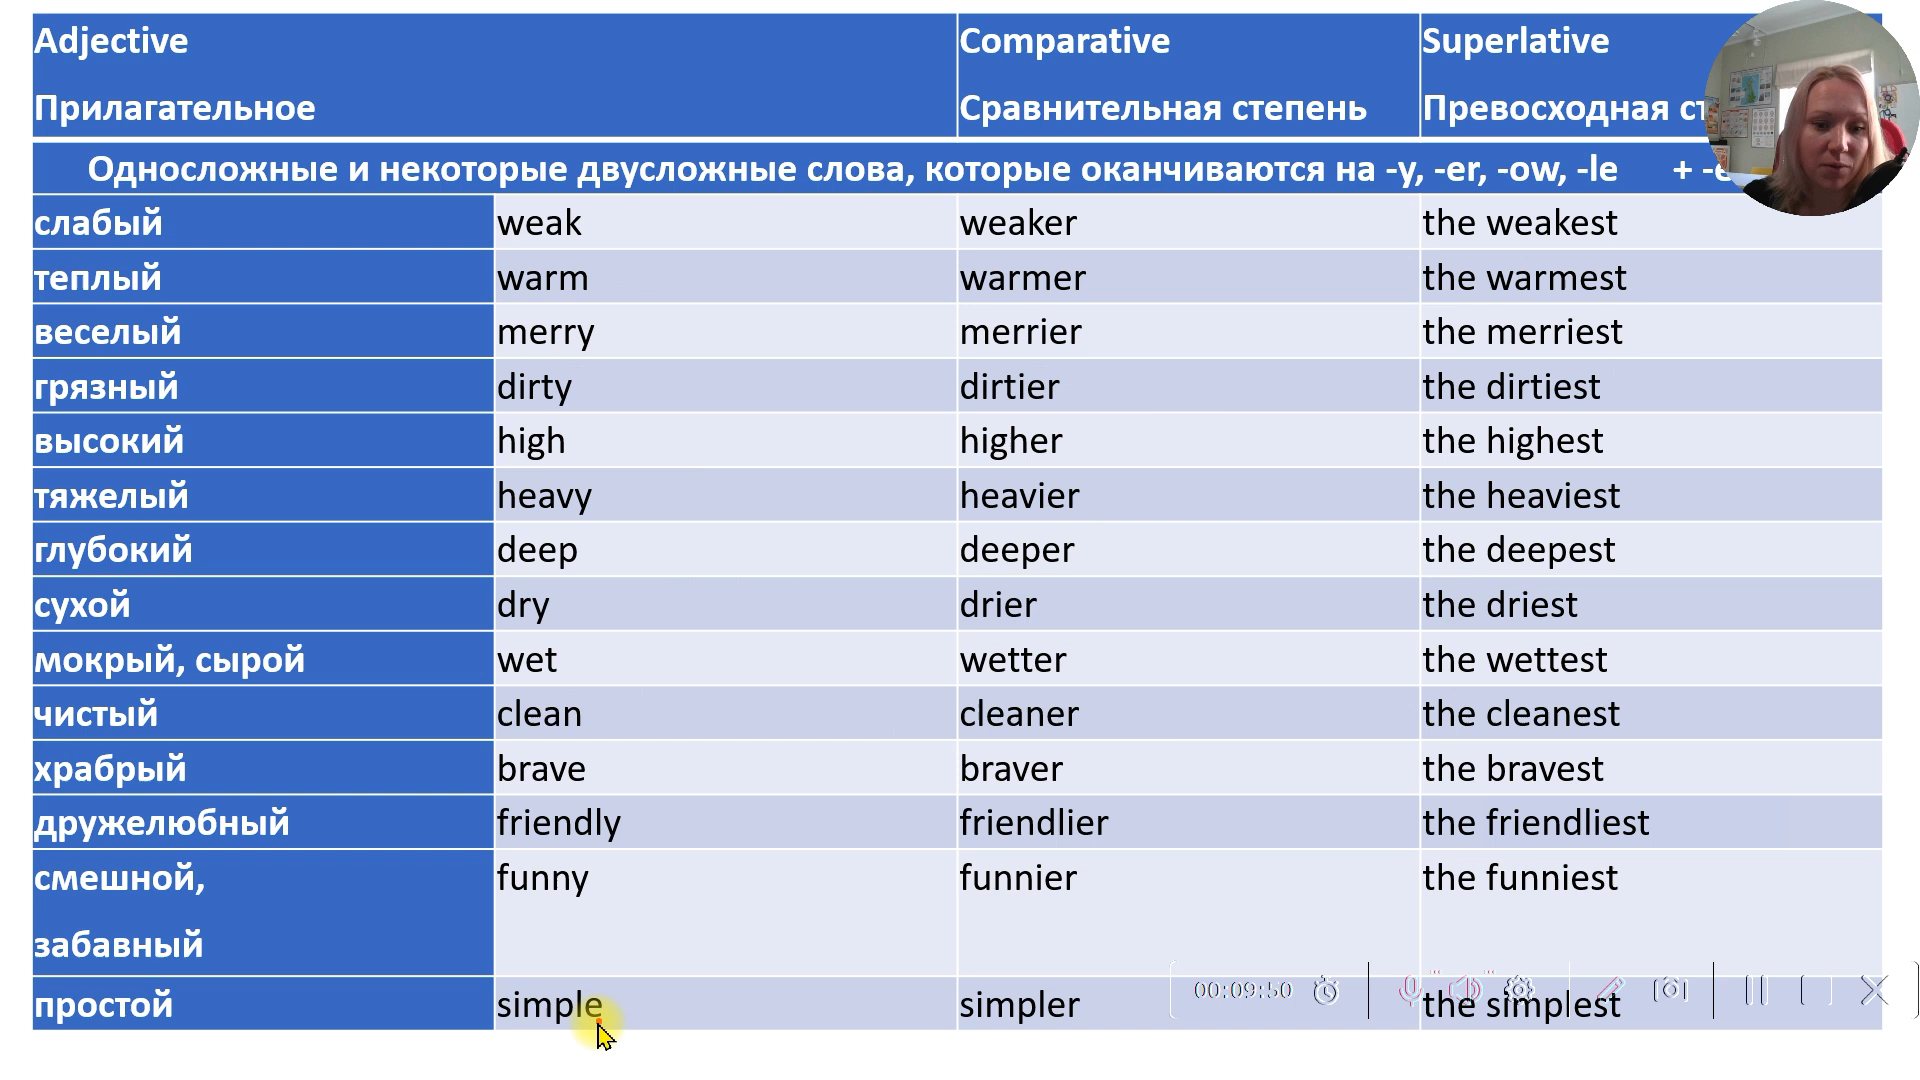 Adjective Comparative Superlative
Прилагательное Сравнительная степень Превосходная
Односложные и некоторые двусложные слова, которые оканчиваются на -y, -er, -ow, -le +
слабый weak weaker the weakest
теплый warm warmer the warmest
веселый merry merrier the merriest
грязный dirty dirtier the dirtiest
высокий high higher the highest
тяжелый heavy heavier the heaviest
глубокий deep deeper the deepest
сухой dry drier the driest
мокрый, сырой wet wetter the wettest
чистый clean cleaner the cleanest
храбрый brave braver the bravest
дружелюбный friendly friendlier the friendliest
смешной, funny funnier the funniest
забавный
00:09:50
простой simple simpler the simplest